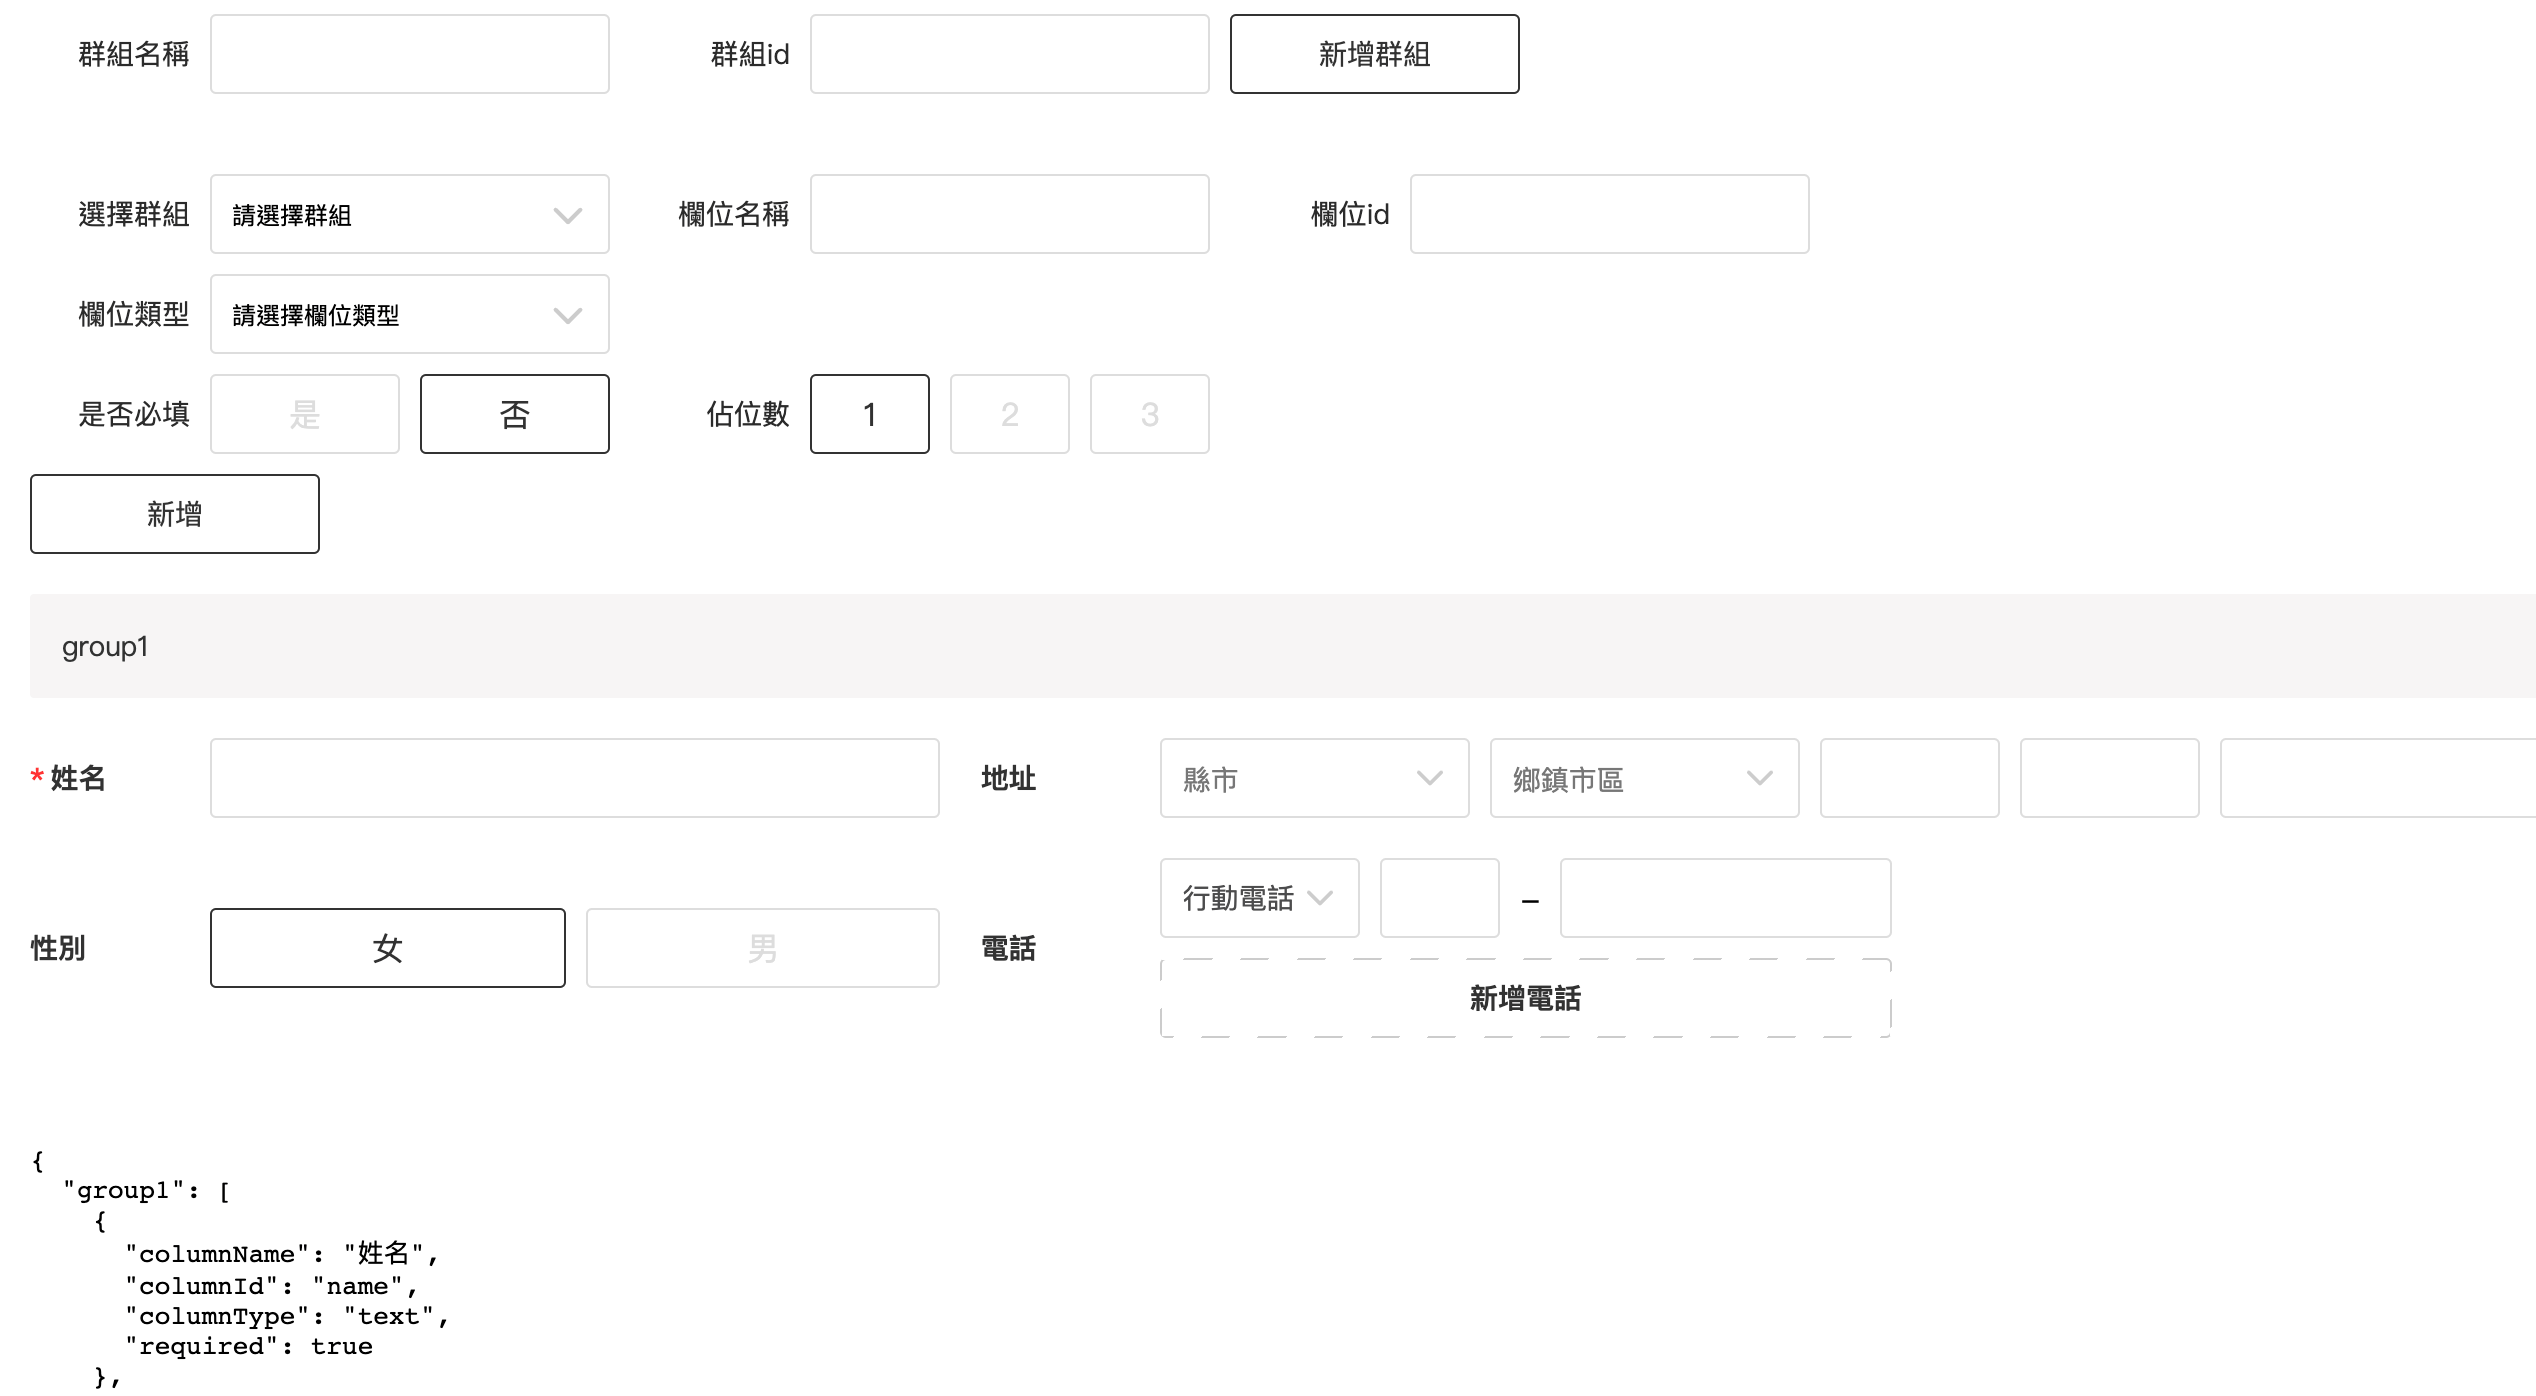 群組名稱 群組id 新增群組
選擇群組 請選擇群組 欄位名稱 欄位id
欄位類型 請選擇欄位類型
是否必填 是 否 佔位數 1 2 3
新增
group1
*姓名 地址 縣市 鄉鎮市區
行動電話 –
性別 女 男 電話
新增電話
{
"group1": [
{
"columnName": "姓名",
"columnId": "name",
"columnType": "text",
"required": true
},